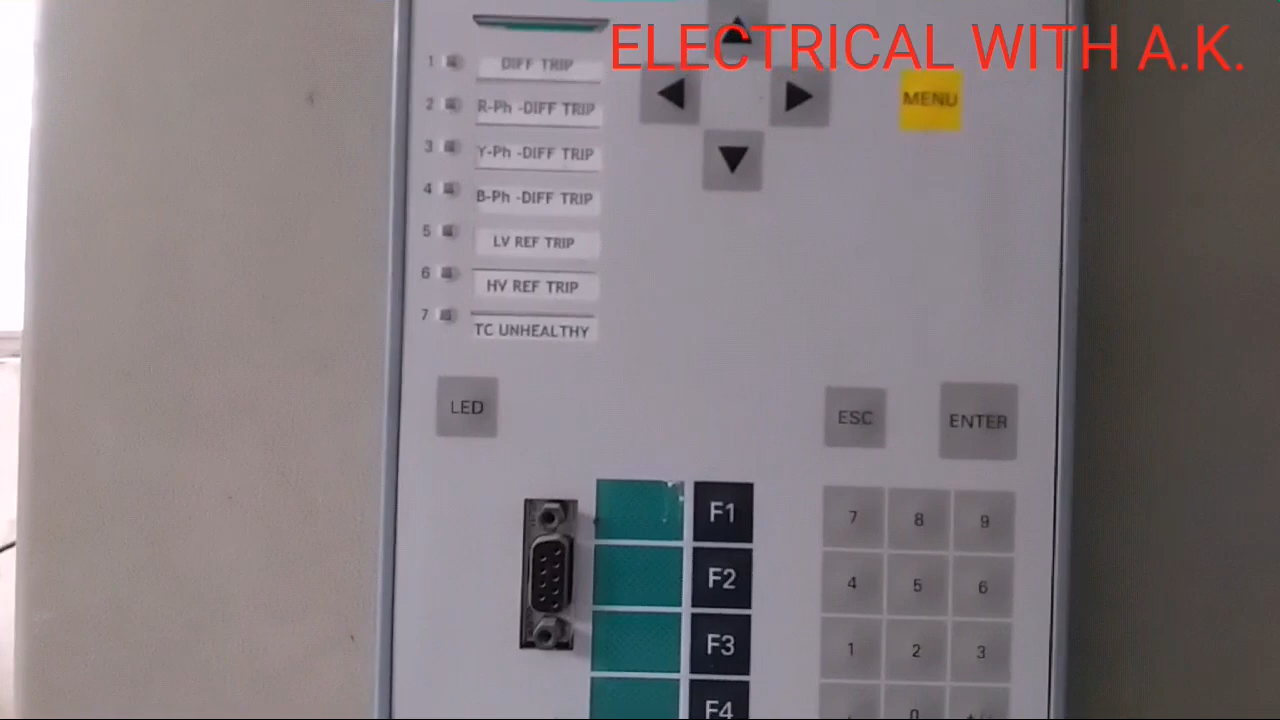 ELECTRICAL WITH A.K.
1 DIFF TRIP
2 R-Ph -DIFF TRIP
3 Y-Ph -DIFF TRIP
4 B-Ph -DIFF TRIP
5 LV REF TRIP
6 HV REF TRIP
7 TC UNHEALTHY
MENU
LED
ESC
ENTER
F1
F2
F3
F4
7 8 9
4 5 6
1 2 3
0